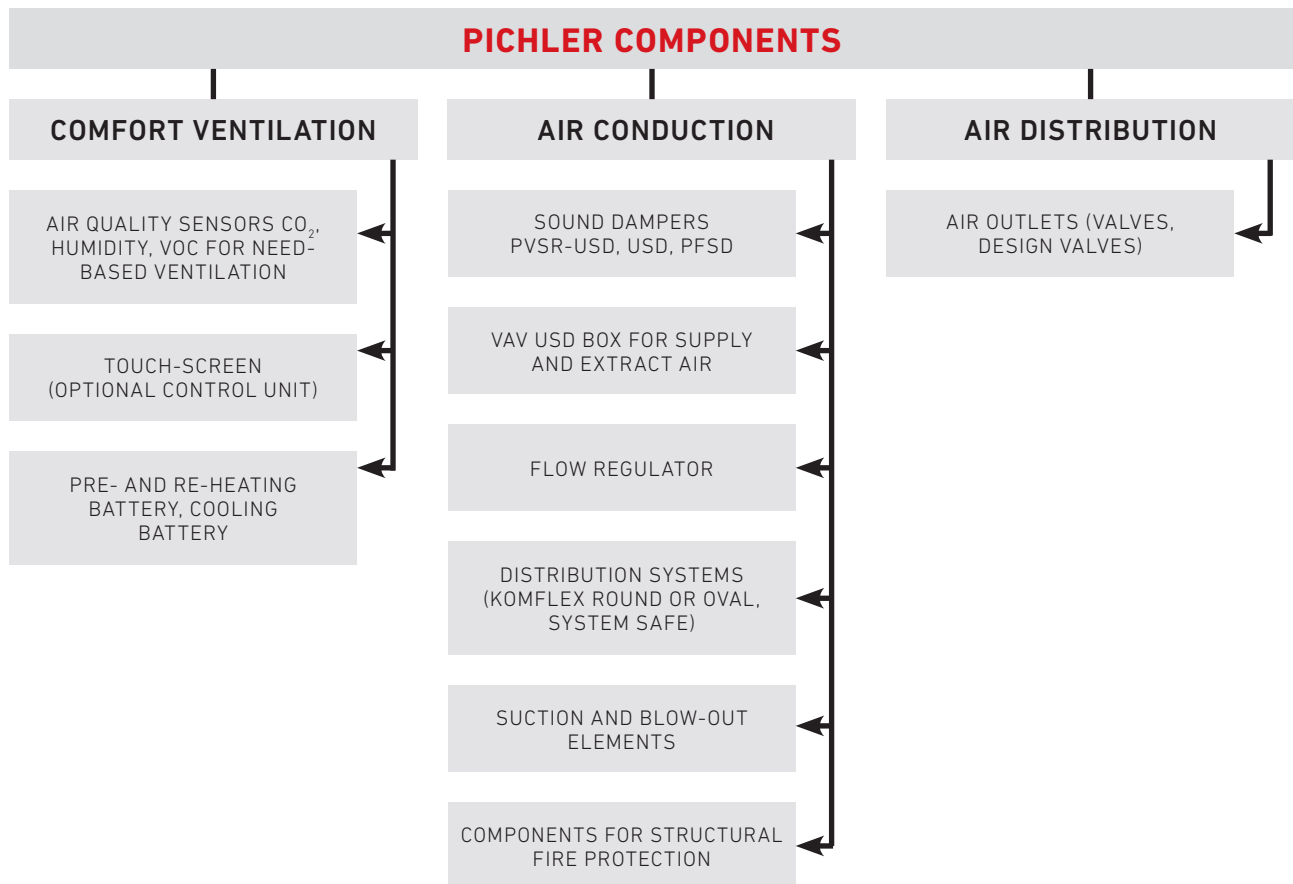 PICHLER COMPONENTS
COMFORT VENTILATION
AIR QUALITY SENSORS CO₂,
HUMIDITY, VOC FOR NEED-
BASED VENTILATION
TOUCH-SCREEN
(OPTIONAL CONTROL UNIT)
PRE- AND RE-HEATING
BATTERY, COOLING
BATTERY
AIR CONDUCTION
SOUND DAMPERS
PVSR-USD, USD, PFSD
VAV USD BOX FOR SUPPLY
AND EXTRACT AIR
FLOW REGULATOR
DISTRIBUTION SYSTEMS
(KOMFLEX ROUND OR OVAL,
SYSTEM SAFE)
SUCTION AND BLOW-OUT
ELEMENTS
COMPONENTS FOR STRUCTURAL
FIRE PROTECTION
AIR DISTRIBUTION
AIR OUTLETS (VALVES,
DESIGN VALVES)